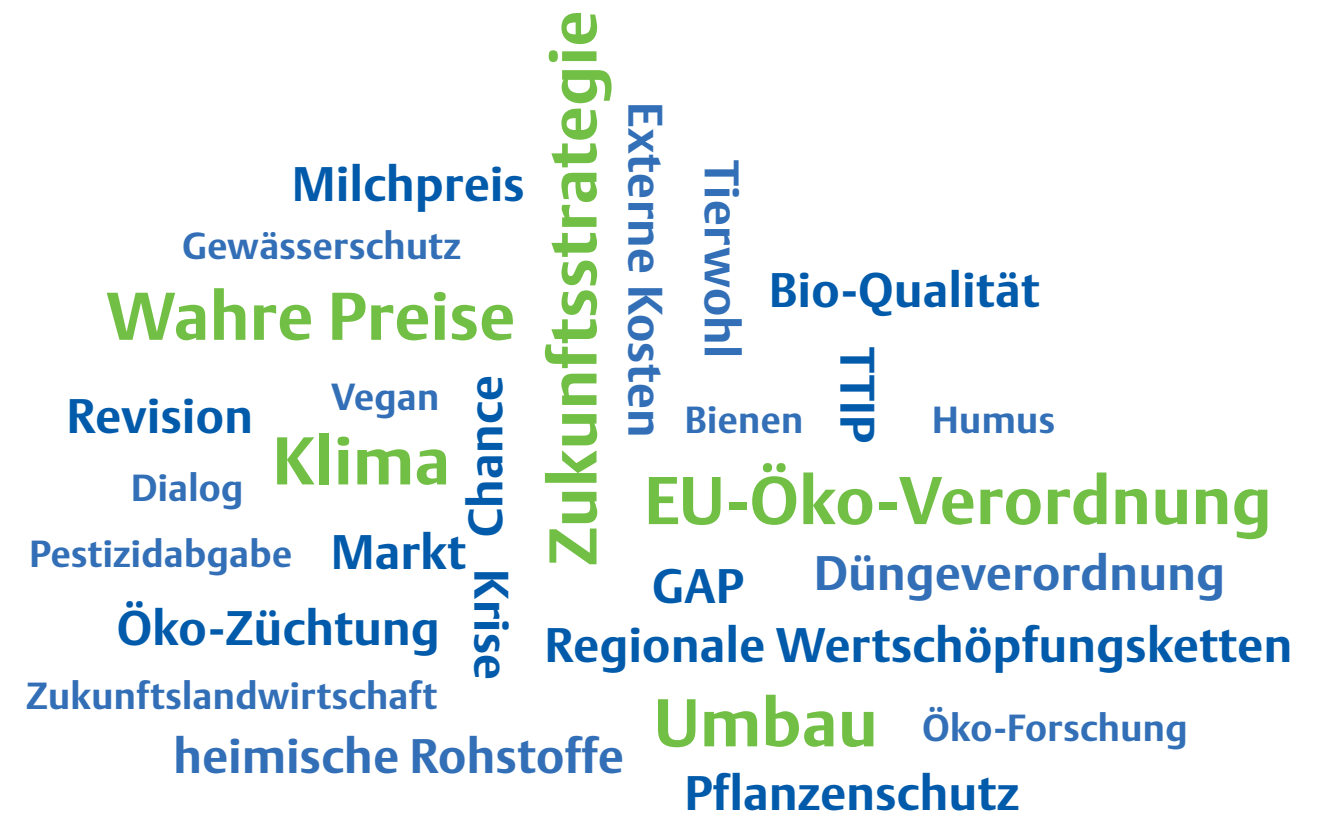 Zukunftsstrategie
Externe Kosten
Tierwohl
Milchpreis
Gewässerschutz
Bio-Qualität
Wahre Preise
TTIP
Vegan
Chance
Revision
Bienen
Humus
Klima
Dialog
EU-Öko-Verordnung
Pestizidabgabe
Markt
Krise
GAP
Düngeverordnung
Öko-Züchtung
Regionale Wertschöpfungsketten
Zukunftslandwirtschaft
Umbau
Öko-Forschung
heimische Rohstoffe
Pflanzenschutz